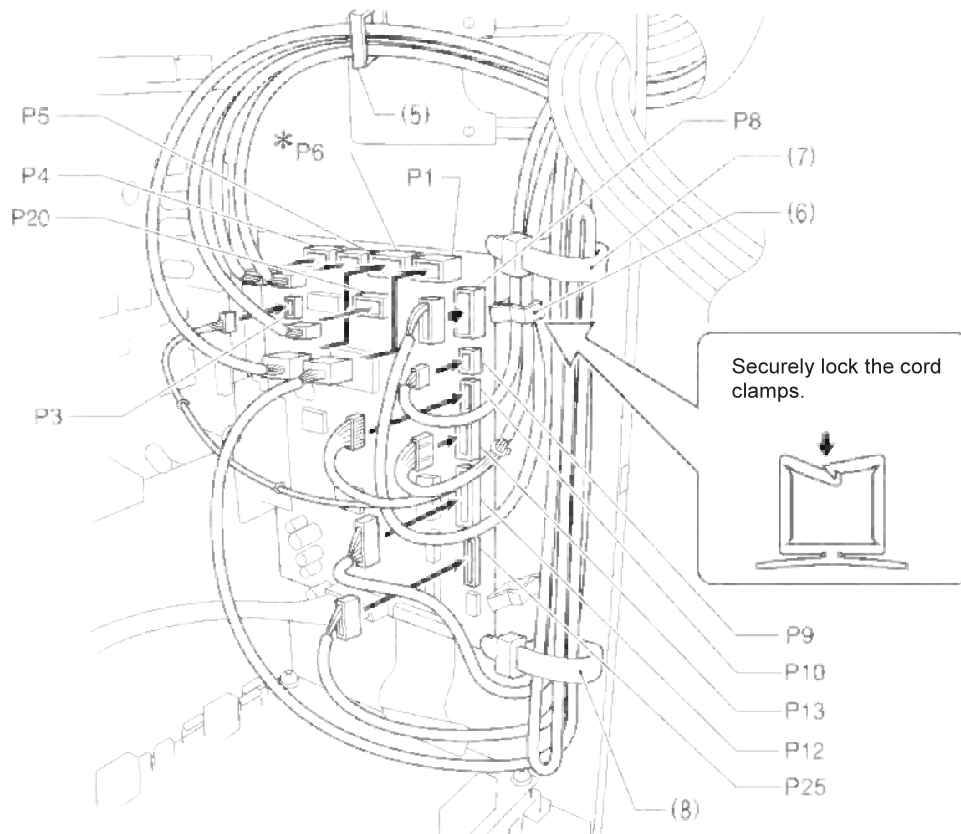 (5)
P5
*P6
P8
(7)
P4
P1
P20
(6)
Securely lock the cord
clamps.
P3
P9
P10
P13
P12
P25
(8)